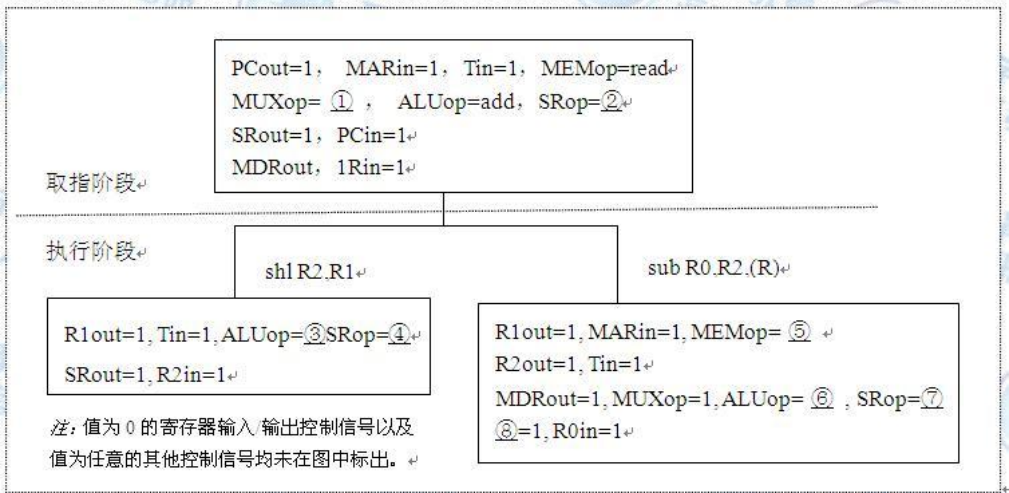 PCout=1， MARin=1，Tin=1，MEMop=read
MUXop= ①， ALUop=add，SRop=②
SRout=1，PCin=1
MDRout，1Rin=1
取指阶段
执行阶段
shl R2,R1
sub R0,R2,(R)
R1out=1, Tin=1, ALUop=③SRop=④
SRout=1, R2in=1
R1out=1, MARin=1, MEMop= ⑤
R2out=1, Tin=1
MDRout=1, MUXop=1, ALUop= ⑥ , SRop=⑦
⑧=1, R0in=1
注：值为 0 的寄存器输入/输出控制信号以及
值为任意的其他控制信号均未在图中标出。